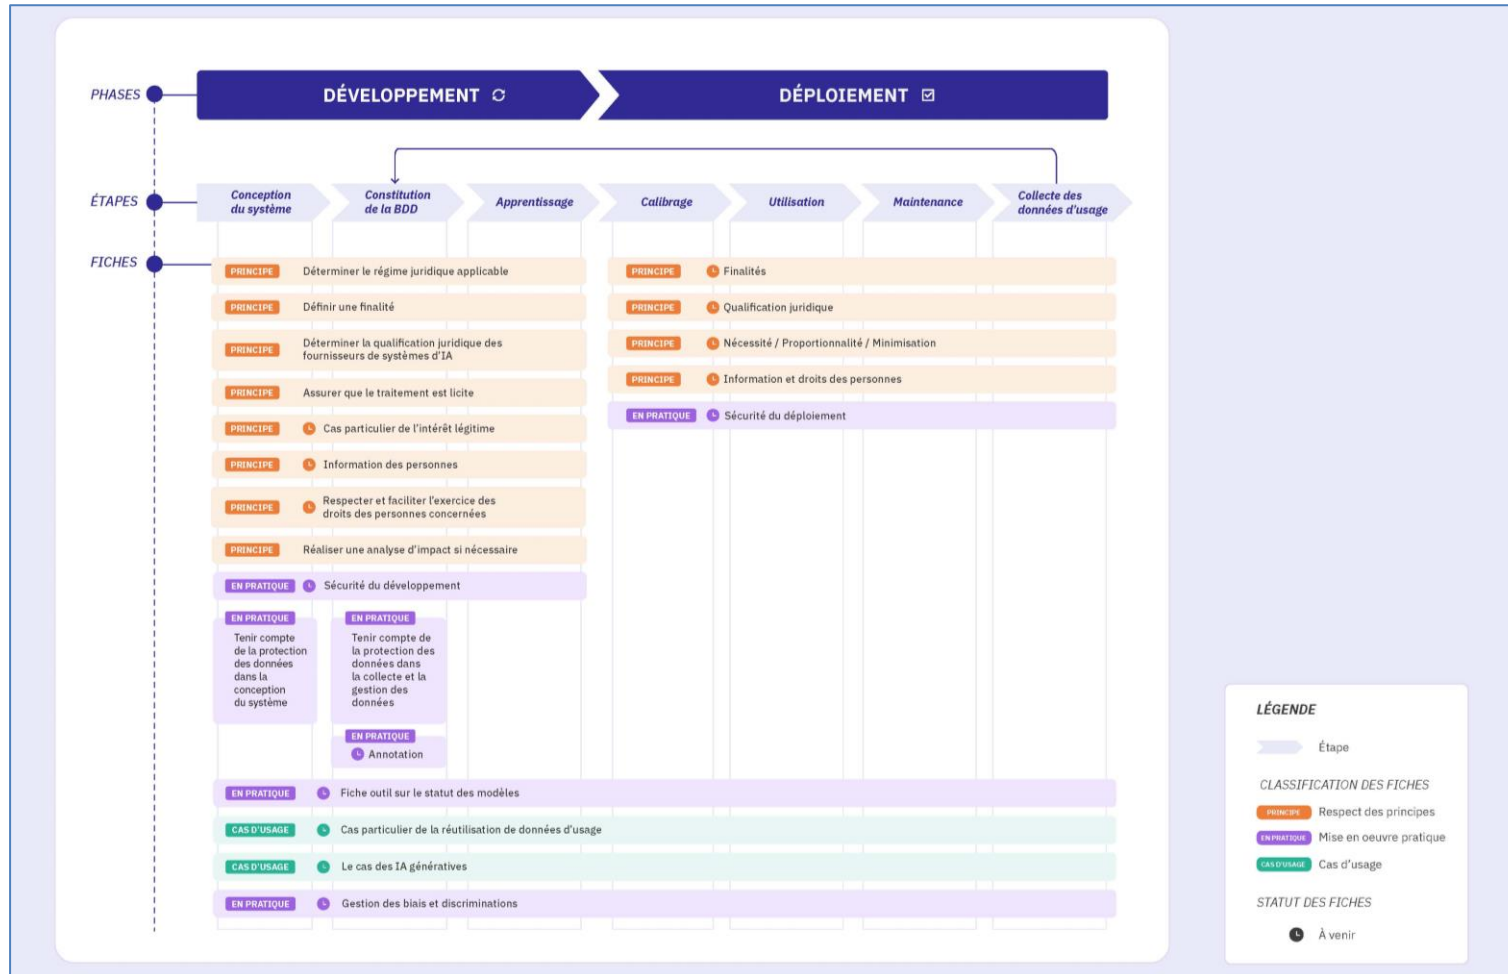 PHASES
DÉVELOPPEMENT
DÉPLOIEMENT
ÉTAPES
Conception
du système
Constitution
de la BDD
Apprentissage
Calibrage
Utilisation
Maintenance
Collecte des
données d'usage
FICHES
PRINCIPE Déterminer le régime juridique applicable
PRINCIPE Définir une finalité
PRINCIPE Déterminer la qualification juridique des
fournisseurs de systèmes d'IA
PRINCIPE Assurer que le traitement est licite
PRINCIPE Cas particulier de l'intérêt légitime
PRINCIPE Information des personnes
PRINCIPE Respecter et faciliter l'exercice des
droits des personnes concernées
PRINCIPE Réaliser une analyse d'impact si nécessaire
EN PRATIQUE Sécurité du développement
EN PRATIQUE
Tenir compte
de la protection
des données
dans la
conception
du système
EN PRATIQUE
Tenir compte de
la protection des
données dans
la collecte et la
gestion des
données
EN PRATIQUE
Annotation
PRINCIPE Finalités
PRINCIPE Qualification juridique
PRINCIPE Nécessité / Proportionnalité / Minimisation
PRINCIPE Information et droits des personnes
EN PRATIQUE Sécurité du déploiement
EN PRATIQUE Fiche outil sur le statut des modèles
CAS D'USAGE Cas particulier de la réutilisation de données d'usage
CAS D'USAGE Le cas des IA génératives
EN PRATIQUE Gestion des biais et discriminations
LÉGENDE
Étape
CLASSIFICATION DES FICHES
PRINCIPE Respect des principes
EN PRATIQUE Mise en oeuvre pratique
CAS D'USAGE Cas d'usage
STATUT DES FICHES
À venir